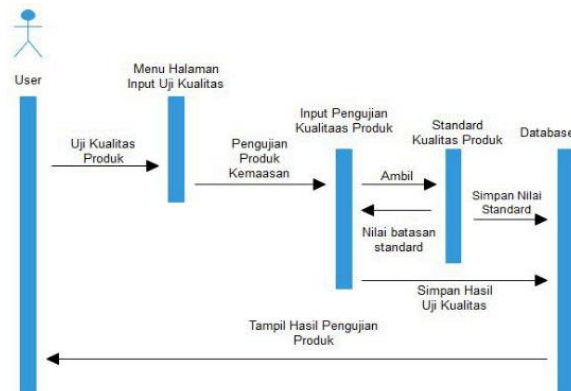 User
Menu Halaman
Input Uji Kualitas
Input Pengujian
Kualitaas Produk
Standard
Kualitas Produk
Database
Uji Kualitas
Produk
Pengujian
Produk
Kemaasan
Ambil
Nilai batasan
standard
Simpan Nilai
Standard
Simpan Hasil
Uji Kualitas
Tampil Hasil Pengujian
Produk